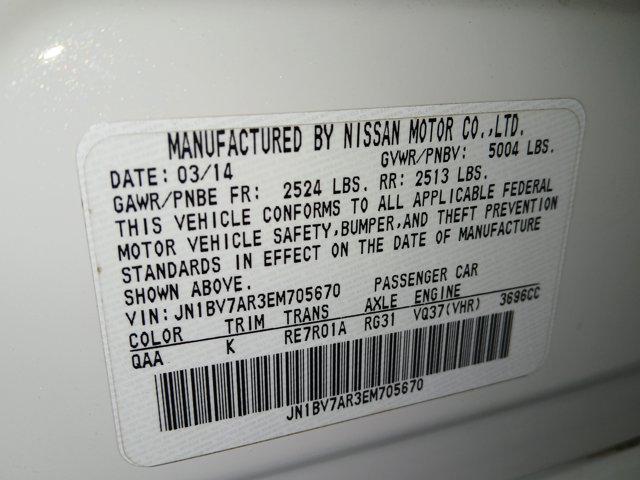 MANUFACTURED BY NISSAN MOTOR CO.,LTD.
DATE: 03/14 GVWR/PNBV: 5004 LBS.
GAWR/PNBE FR: 2524 LBS. RR: 2513 LBS.
THIS VEHICLE CONFORMS TO ALL APPLICABLE FEDERAL
MOTOR VEHICLE SAFETY,BUMPER,AND THEFT PREVENTION
STANDARDS IN EFFECT ON THE DATE OF MANUFACTURE
SHOWN ABOVE.
VIN: JN1BV7AR3EM705670 PASSENGER CAR
COLOR TRIM TRANS AXLE ENGINE
QAA K RE7R01A RG31 VQ37(VHR) 3696CC
JN1BV7AR3EM705670